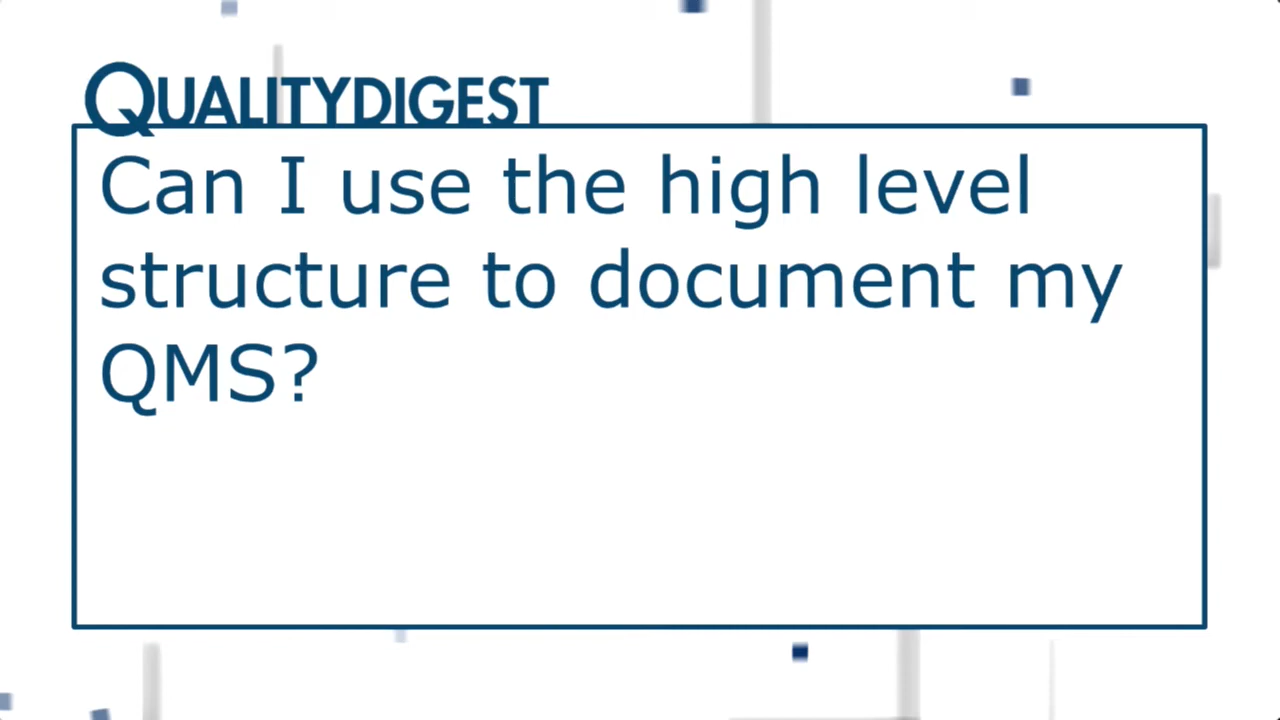 QUALITYDIGEST
Can I use the high level
structure to document my
QMS?